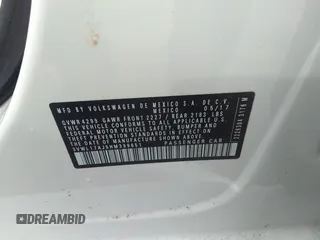 MFD BY VOLKSWAGEN DE MEXICO S.A. DE C.V.
MEXICO 05/17
GVWR 4299 GAWR FRONT 2227 / REAR 2183 LBS
THIS VEHICLE CONFORMS TO ALL APPLICABLE
FEDERAL MOTOR VEHICLE SAFETY, BUMPER AND THEFT
PREVENTION STANDARDS IN EFFECT ON THE DATE OF
MANUFACTURE SHOWN ABOVE.
PASSENGER CAR
DREAMBID
DREAMBID.COM